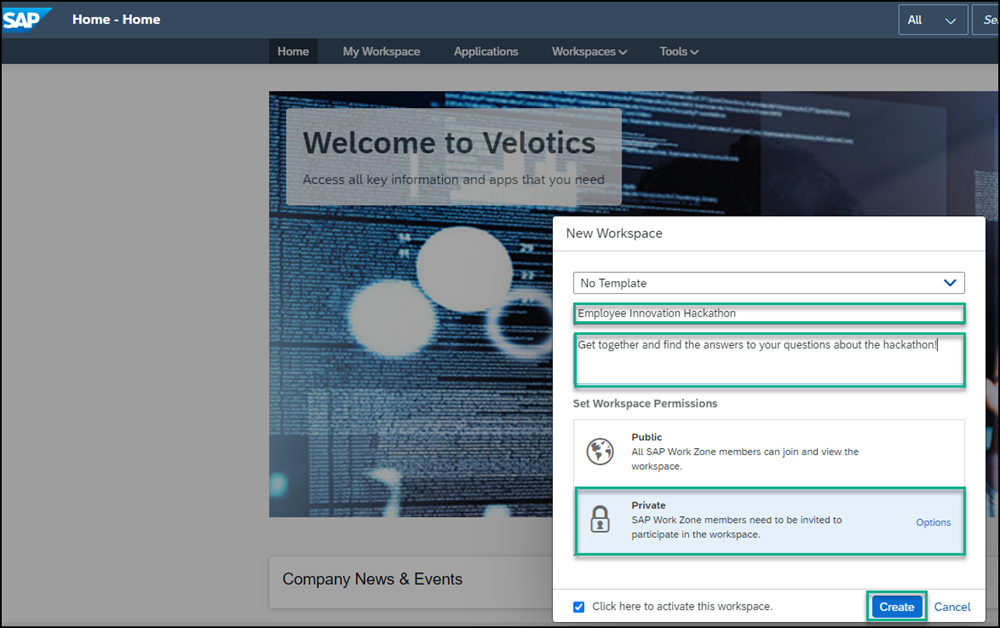 SAP Home - Home All Se
Home My Workspace Applications Workspaces Tools
Welcome to Velotics
Access all key information and apps that you need
New Workspace
No Template
Employee Innovation Hackathon
Get together and find the answers to your questions about the hackathon!
Set Workspace Permissions
Public
All SAP Work Zone members can join and view the
workspace.
Private
SAP Work Zone members need to be invited to
participate in the workspace.
Options
Company News & Events
Click here to activate this workspace. Create Cancel